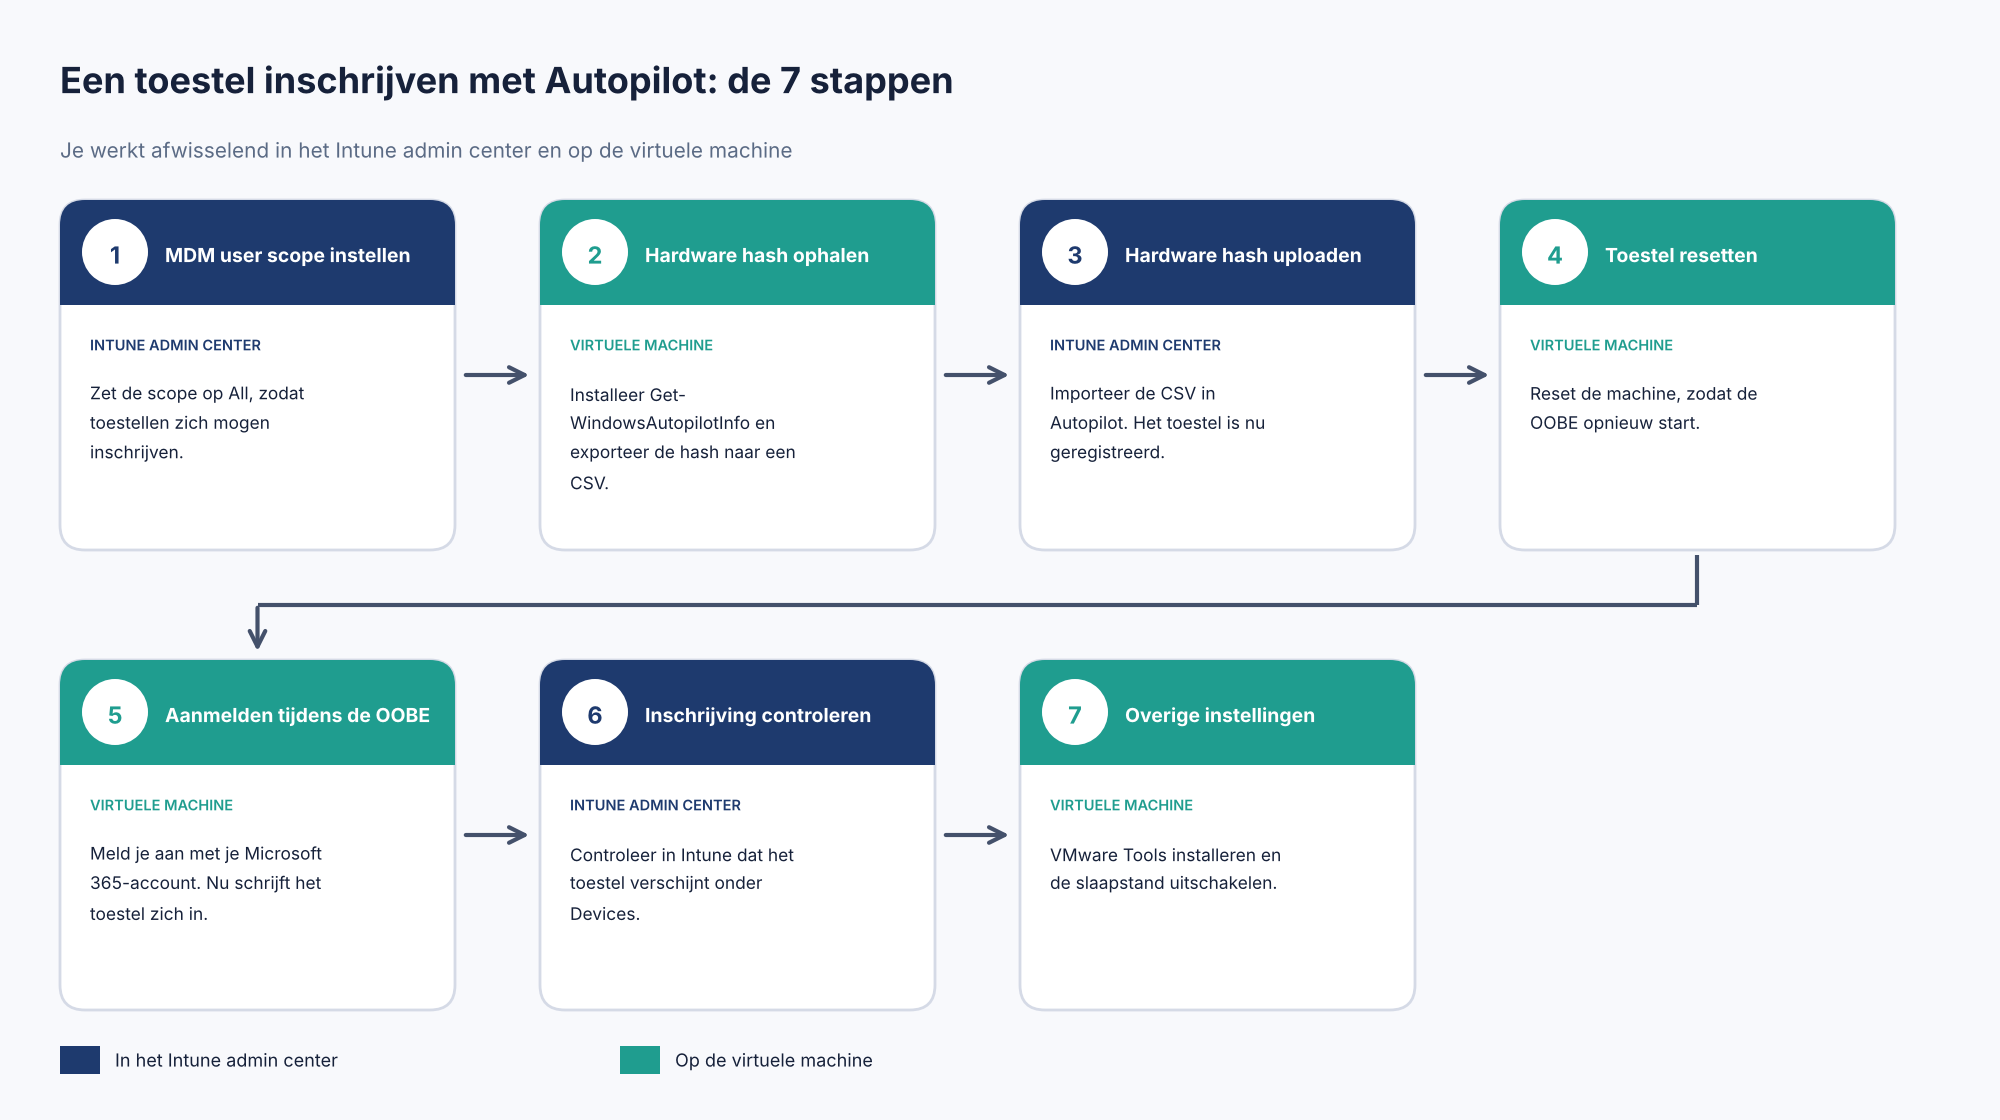 Een toestel inschrijven met Autopilot: de 7 stappen
Je werkt afwisselend in het Intune admin center en op de virtuele machine
1 MDM user scope instellen
INTUNE ADMIN CENTER
Zet de scope op All, zodat
toestellen zich mogen
inschrijven.
2 Hardware hash ophalen
VIRTUELE MACHINE
Installeer Get-
WindowsAutopilotInfo en
exporteer de hash naar een
CSV.
3 Hardware hash uploaden
INTUNE ADMIN CENTER
Importeer de CSV in
Autopilot. Het toestel is nu
geregistreerd.
4 Toestel resetten
VIRTUELE MACHINE
Reset de machine, zodat de
OOBE opnieuw start.
5 Aanmelden tijdens de OOBE
VIRTUELE MACHINE
Meld je aan met je Microsoft
365-account. Nu schrijft het
toestel zich in.
6 Inschrijving controleren
INTUNE ADMIN CENTER
Controleer in Intune dat het
toestel verschijnt onder
Devices.
7 Overige instellingen
VIRTUELE MACHINE
VMware Tools installeren en
de slaapstand uitschakelen.
In het Intune admin center
Op de virtuele machine